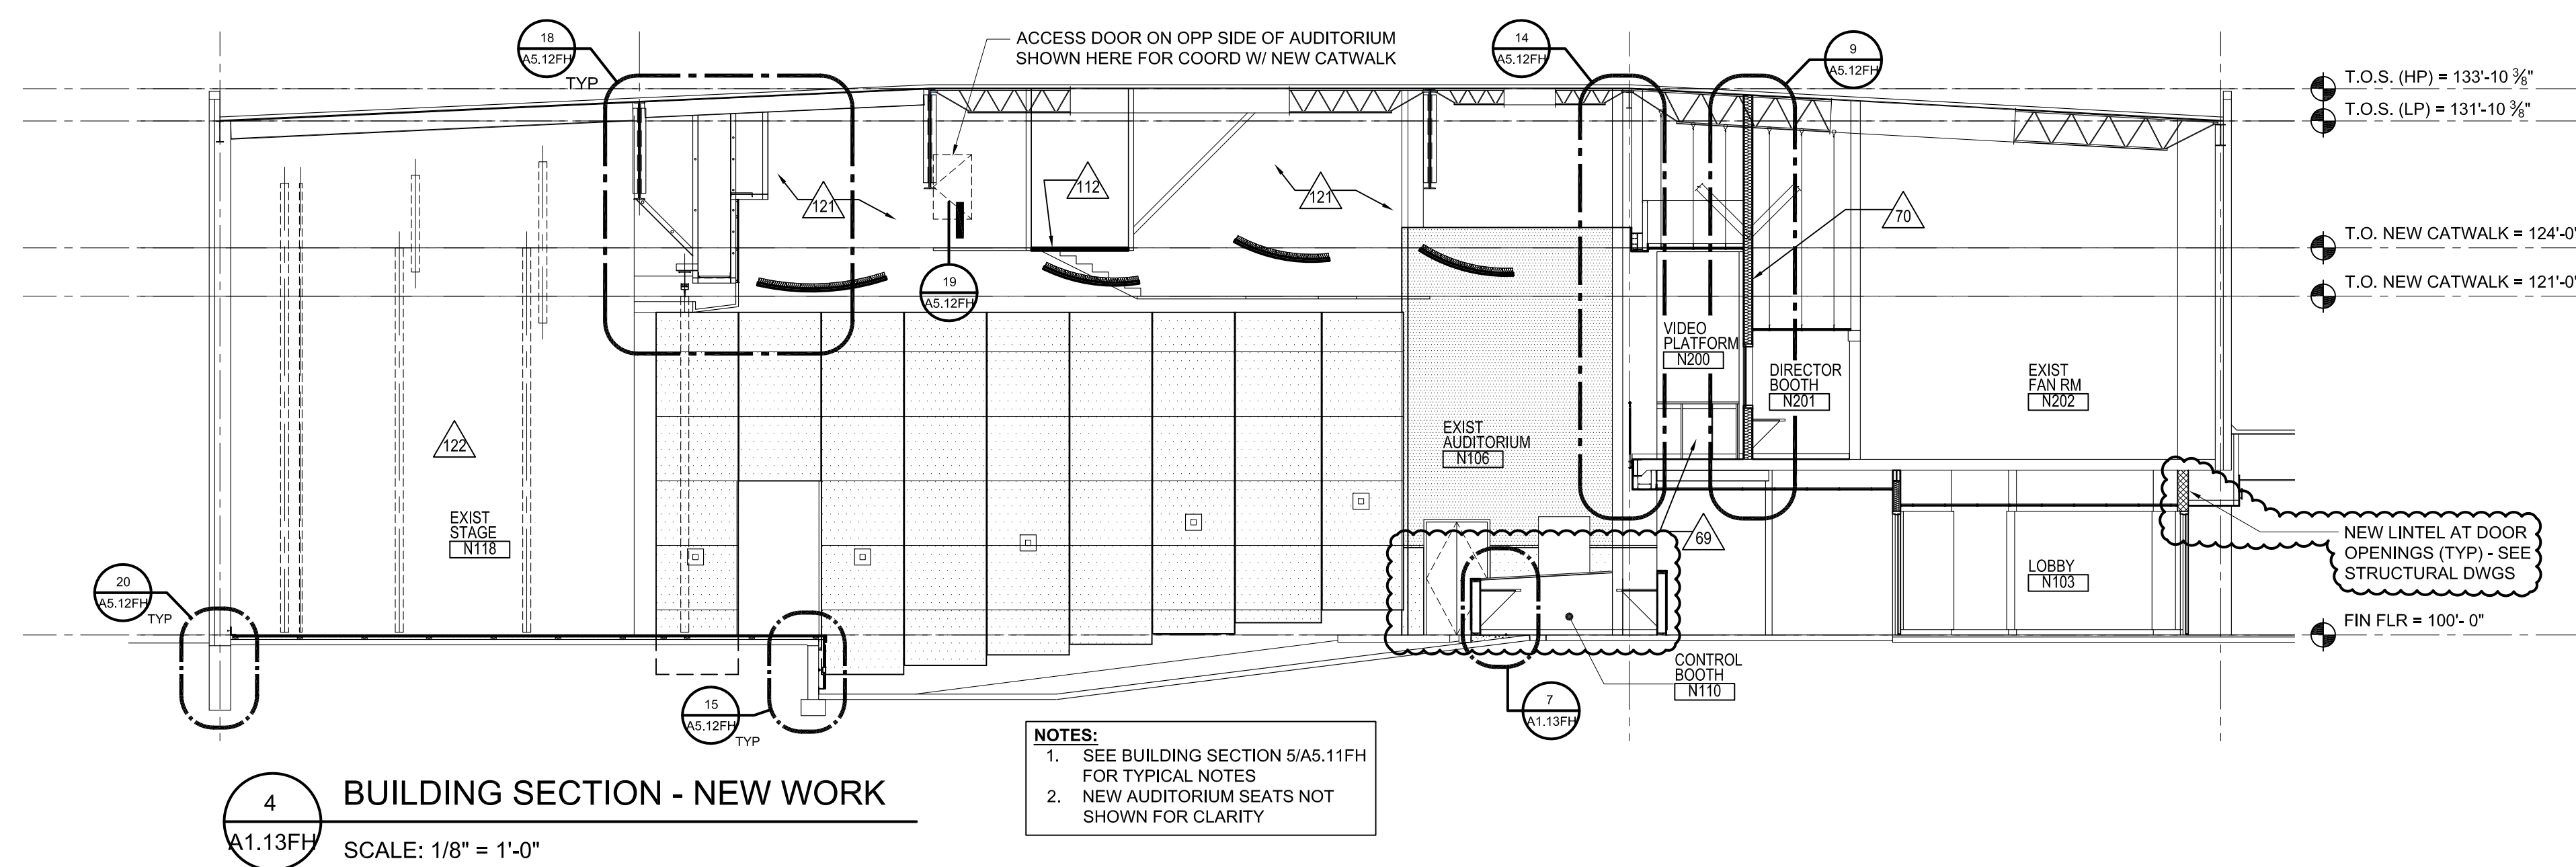 18
A5.12FH
TYP
ACCESS DOOR ON OPP SIDE OF AUDITORIUM
SHOWN HERE FOR COORD W/ NEW CATWALK
14
A5.12FH
9
A5.12FH
T.O.S. (HP) = 133'-10 ⅜"
T.O.S. (LP) = 131'-10 ⅜"
121
112
121
70
T.O. NEW CATWALK = 124'-0"
19
A5.12FH
T.O. NEW CATWALK = 121'-0"
VIDEO
PLATFORM
N200
DIRECTOR
BOOTH
N201
EXIST
FAN RM
N202
122
EXIST
AUDITORIUM
N106
EXIST
STAGE
N118
69
NEW LINTEL AT DOOR
OPENINGS (TYP) - SEE
STRUCTURAL DWGS
LOBBY
N103
20
A5.12FH
TYP
FIN FLR = 100'- 0"
CONTROL
BOOTH
N110
15
A5.12FH
TYP
7
A1.13FH
NOTES:
1. SEE BUILDING SECTION 5/A5.11FH
FOR TYPICAL NOTES
2. NEW AUDITORIUM SEATS NOT
SHOWN FOR CLARITY
4
A1.13FH
BUILDING SECTION - NEW WORK
SCALE: 1/8" = 1'-0"